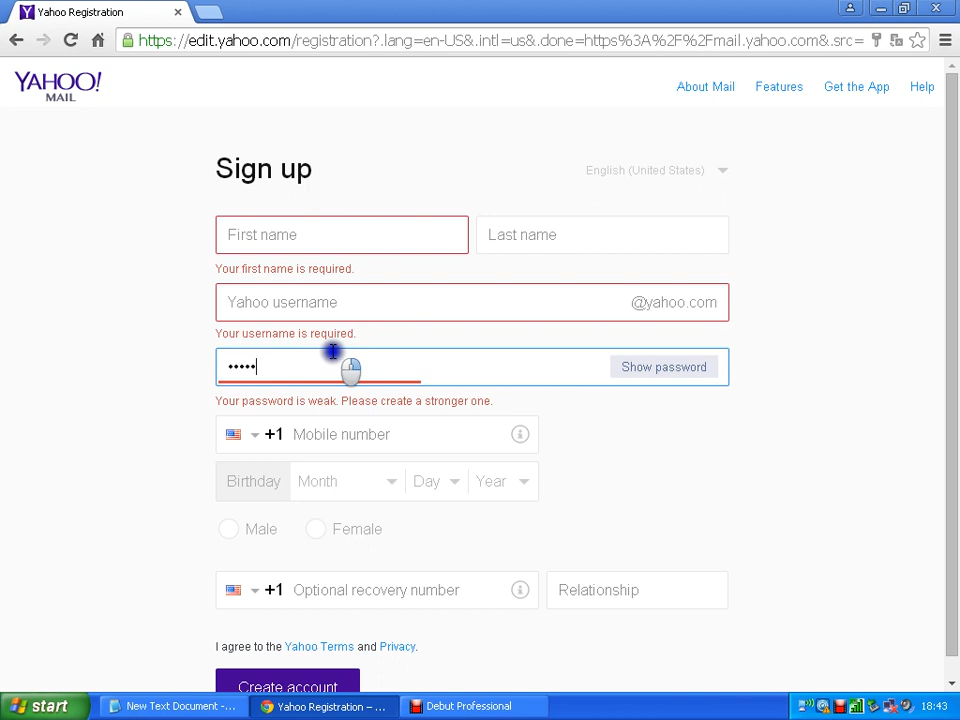 Yahoo Registration
https://edit.yahoo.com/registration?.lang=en-US&.intl=us&.done=https%3A%2F%2Fmail.yahoo.com&.src=
YAHOO!
MAIL
About Mail Features Get the App Help
Sign up
English (United States)
First name Last name
Your first name is required.
Yahoo username @yahoo.com
Your username is required.
••••• Show password
Your password is weak. Please create a stronger one.
+1 Mobile number
Birthday Month Day Year
Male Female
+1 Optional recovery number Relationship
I agree to the Yahoo Terms and Privacy.
Create account
start New Text Document -... Yahoo Registration – ... Debut Professional 18:43